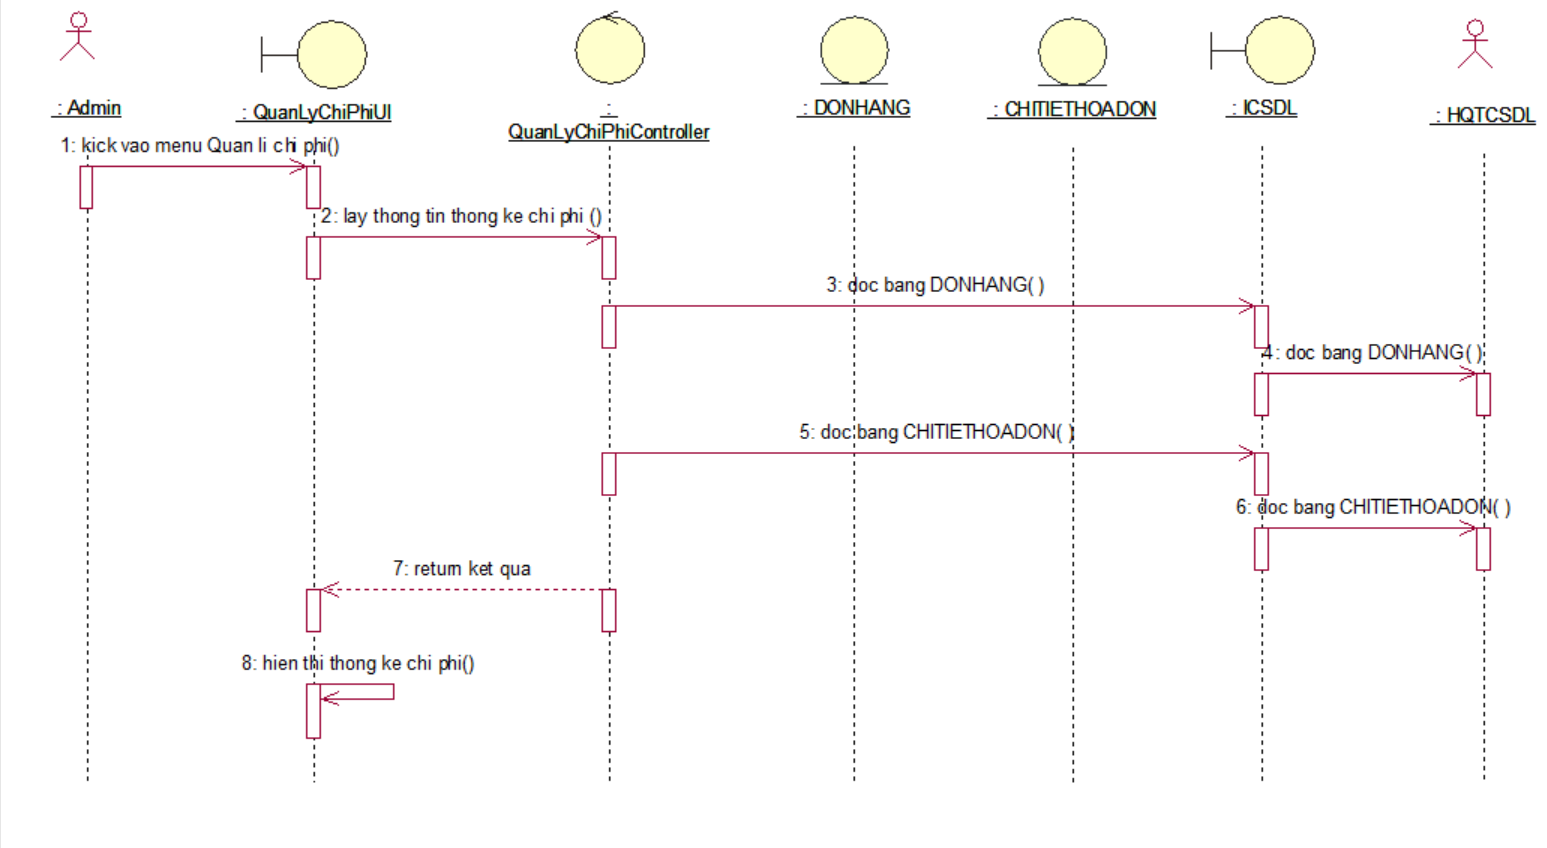 : Admin
: QuanLyChiPhiUI
:
QuanLyChiPhiController
: DONHANG
: CHITIETHOADON
: ICSDL
: HQTCSDL
1: kick vao menu Quan li chi phi()
2: lay thong tin thong ke chi phi ()
3: doc bang DONHANG( )
4: doc bang DONHANG( )
5: doc bang CHITIETHOADON( )
6: doc bang CHITIETHOADON( )
7: return ket qua
8: hien thi thong ke chi phi()